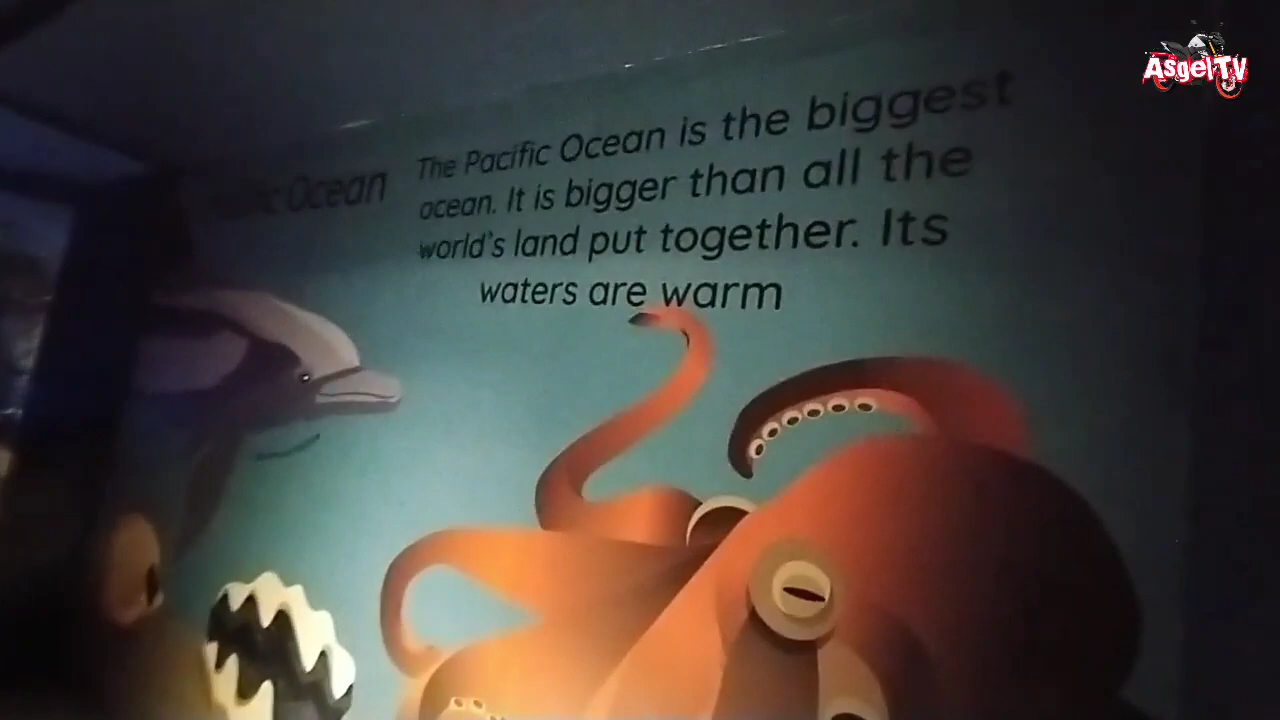 Ocean
The Pacific Ocean is the biggest
ocean. It is bigger than all the
world's land put together. Its
waters are warm
AsgelTV